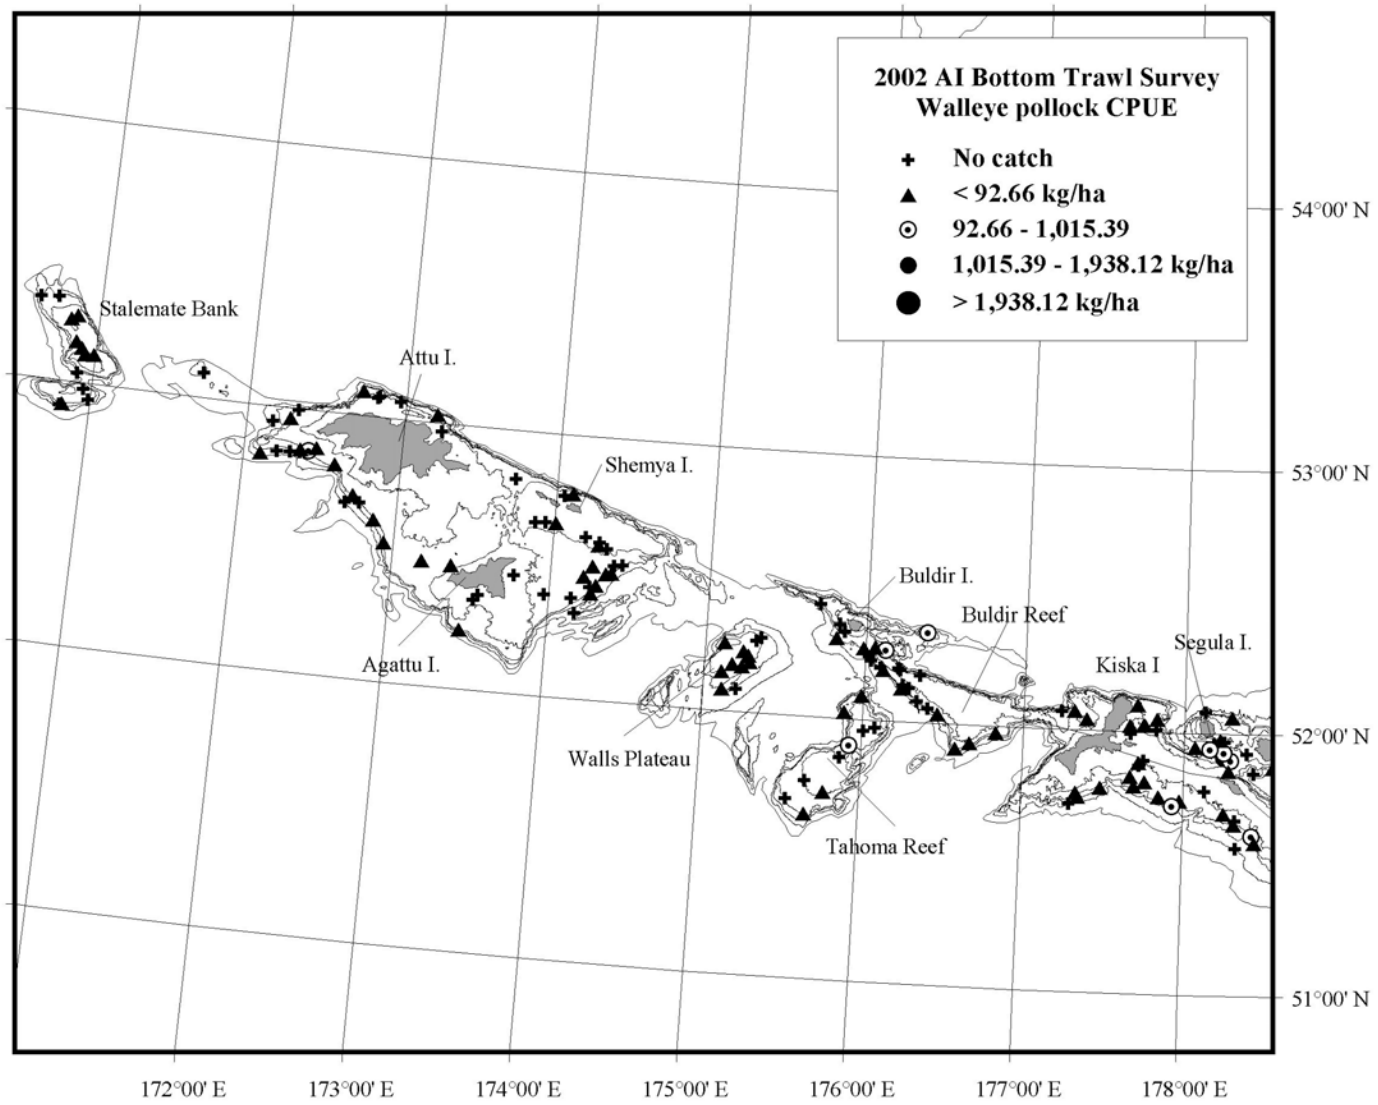 2002 AI Bottom Trawl Survey
Walleye pollock CPUE
No catch
< 92.66 kg/ha
92.66 - 1,015.39
1,015.39 - 1,938.12 kg/ha
> 1,938.12 kg/ha
54°00' N
Stalemate Bank
Attu I.
Shemya I.
53°00' N
Buldir I.
Buldir Reef
Segula I.
Agattu I.
Kiska I
52°00' N
Walls Plateau
Tahoma Reef
51°00' N
172°00' E 173°00' E 174°00' E 175°00' E 176°00' E 177°00' E 178°00' E